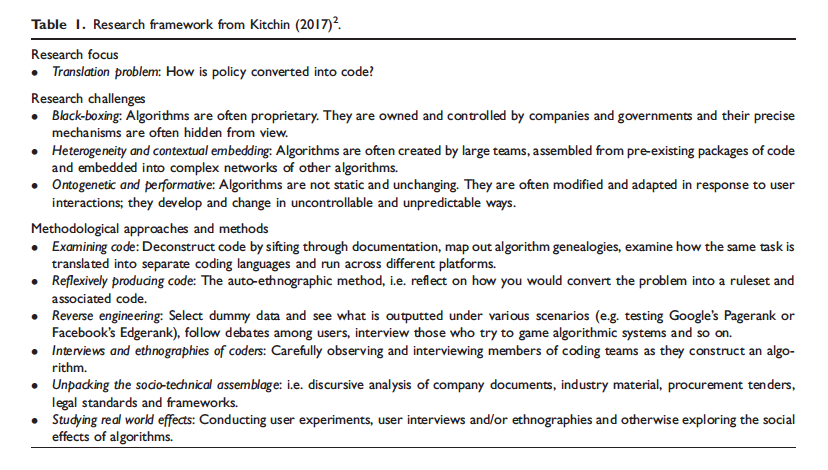 Table 1. Research framework from Kitchin (2017)².
Research focus
• Translation problem: How is policy converted into code?
Research challenges
• Black-boxing: Algorithms are often proprietary. They are owned and controlled by companies and governments and their precise
mechanisms are often hidden from view.
• Heterogeneity and contextual embedding: Algorithms are often created by large teams, assembled from pre-existing packages of code
and embedded into complex networks of other algorithms.
• Ontogenetic and performative: Algorithms are not static and unchanging. They are often modified and adapted in response to user
interactions; they develop and change in uncontrollable and unpredictable ways.
Methodological approaches and methods
• Examining code: Deconstruct code by sifting through documentation, map out algorithm genealogies, examine how the same task is
translated into separate coding languages and run across different platforms.
• Reflexively producing code: The auto-ethnographic method, i.e. reflect on how you would convert the problem into a ruleset and
associated code.
• Reverse engineering: Select dummy data and see what is outputted under various scenarios (e.g. testing Google's Pagerank or
Facebook's Edgerank), follow debates among users, interview those who try to game algorithmic systems and so on.
• Interviews and ethnographies of coders: Carefully observing and interviewing members of coding teams as they construct an algo-
rithm.
• Unpacking the socio-technical assemblage: i.e. discursive analysis of company documents, industry material, procurement tenders,
legal standards and frameworks.
• Studying real world effects: Conducting user experiments, user interviews and/or ethnographies and otherwise exploring the social
effects of algorithms.